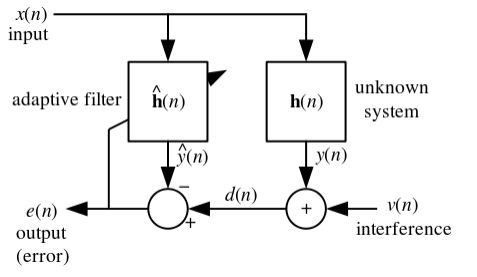 x(n)
input
adaptive filter
ĥ(n)
h(n)
unknown
system
ŷ(n)
y(n)
−
d(n)
+
+
e(n)
output
(error)
v(n)
interference